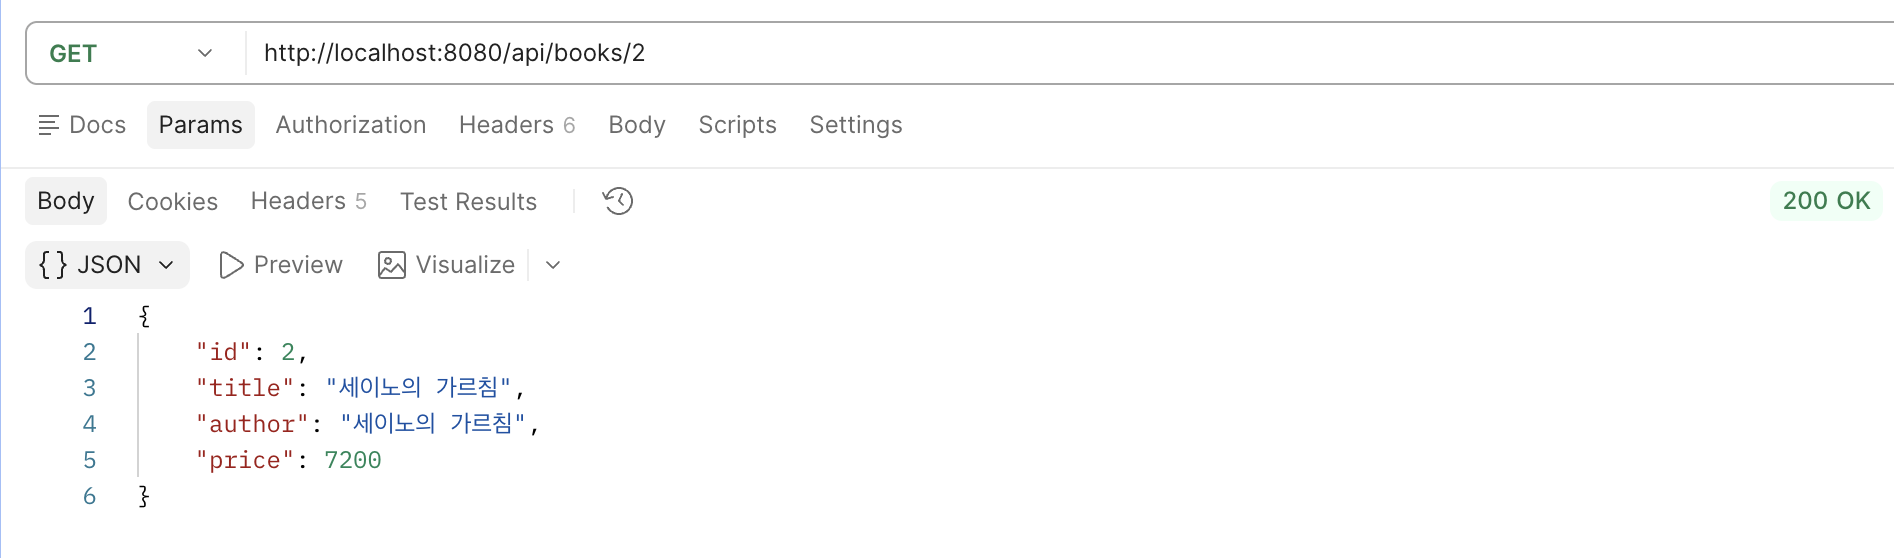 GET http://localhost:8080/api/books/2
Docs Params Authorization Headers 6 Body Scripts Settings
Body Cookies Headers 5 Test Results 200 OK
{ } JSON Preview Visualize
1 {
2 "id": 2,
3 "title": "세이노의 가르침",
4 "author": "세이노의 가르침",
5 "price": 7200
6 }